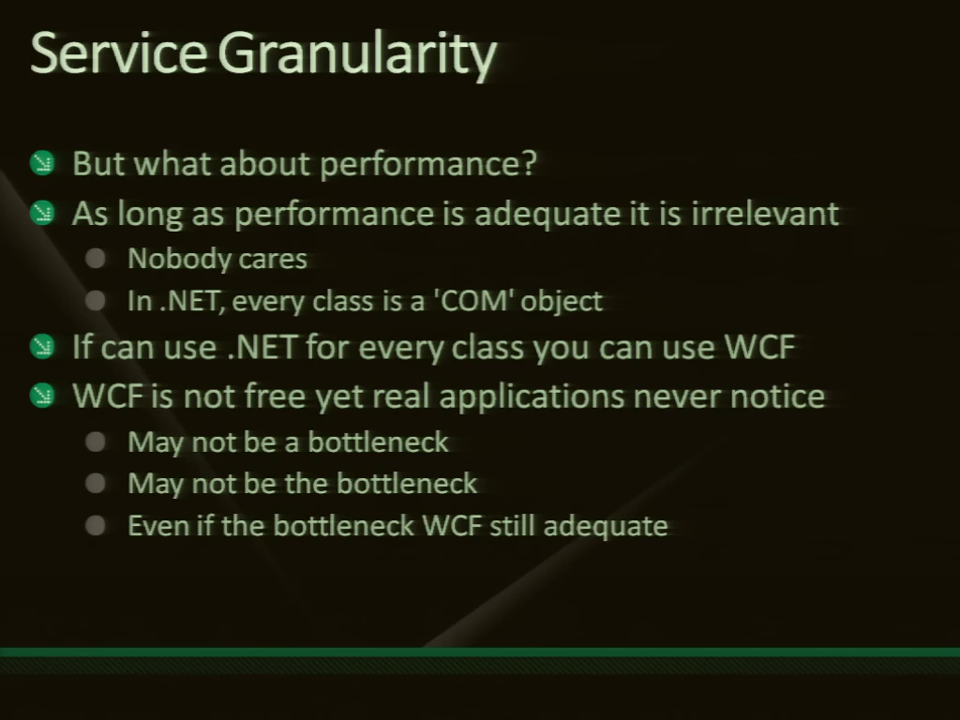 Service Granularity
But what about performance?
As long as performance is adequate it is irrelevant
Nobody cares
In .NET, every class is a 'COM' object
If can use .NET for every class you can use WCF
WCF is not free yet real applications never notice
May not be a bottleneck
May not be the bottleneck
Even if the bottleneck WCF still adequate